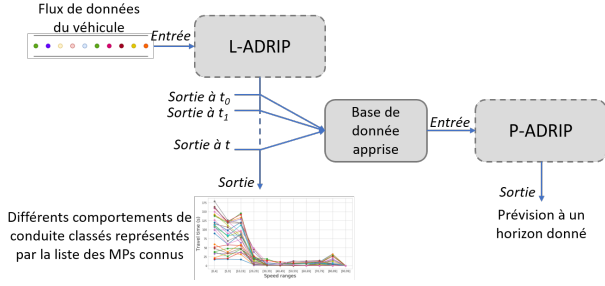 Flux de données
du véhicule
Entrée
L-ADRIP
Sortie à t0
Sortie à t1
Sortie à t
Base de
donnée
apprise
Entrée
P-ADRIP
Sortie
Sortie
Différents comportements de
conduite classés représentés
par la liste des MPs connus
Travel time (s)
Speed ranges
Prévision à un
horizon donné